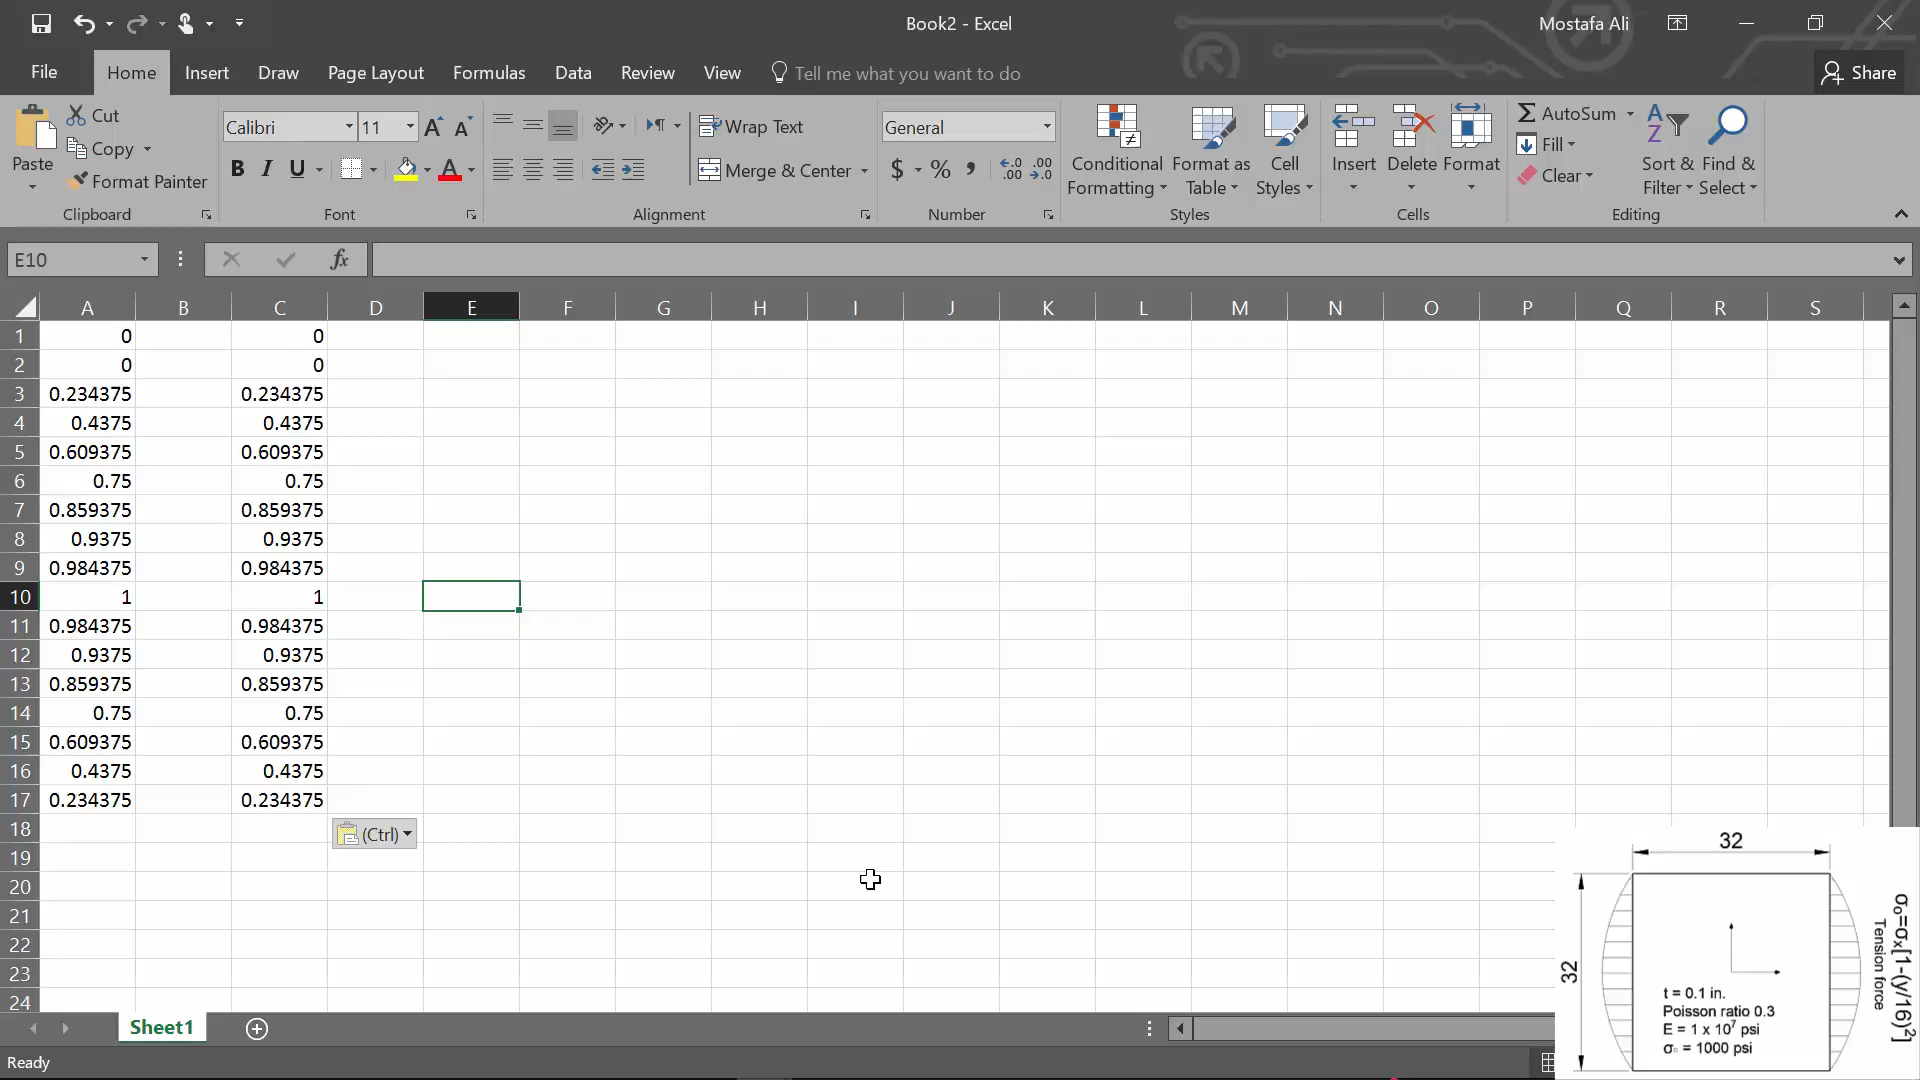 Book2 - Excel
Mostafa Ali
File Home Insert Draw Page Layout Formulas Data Review View Tell me what you want to do
Share
Paste
Cut
Copy
Format Painter
Clipboard
Calibri 11
B I U
A
Font
Wrap Text
Merge & Center
Alignment
General
$ % ,
Number
Conditional Formatting
Format as Table
Cell Styles
Styles
Insert Delete Format
Cells
AutoSum
Fill
Clear
Sort & Filter
Find & Select
Editing
E10 fx
A B C D E F G H I J K L M N O P Q R S
1 0 0
2 0 0
3 0.234375 0.234375
4 0.4375 0.4375
5 0.609375 0.609375
6 0.75 0.75
7 0.859375 0.859375
8 0.9375 0.9375
9 0.984375 0.984375
10 1 1
11 0.984375 0.984375
12 0.9375 0.9375
13 0.859375 0.859375
14 0.75 0.75
15 0.609375 0.609375
16 0.4375 0.4375
17 0.234375 0.234375
18
(Ctrl)
19
20
21
22
23
24
32
32
t = 0.1 in.
Poisson ratio 0.3
E = 1 x 10⁷ psi
σ₀ = 1000 psi
σ₀=σₓ[1-(y/16)²]
Tension force
Sheet1
Ready